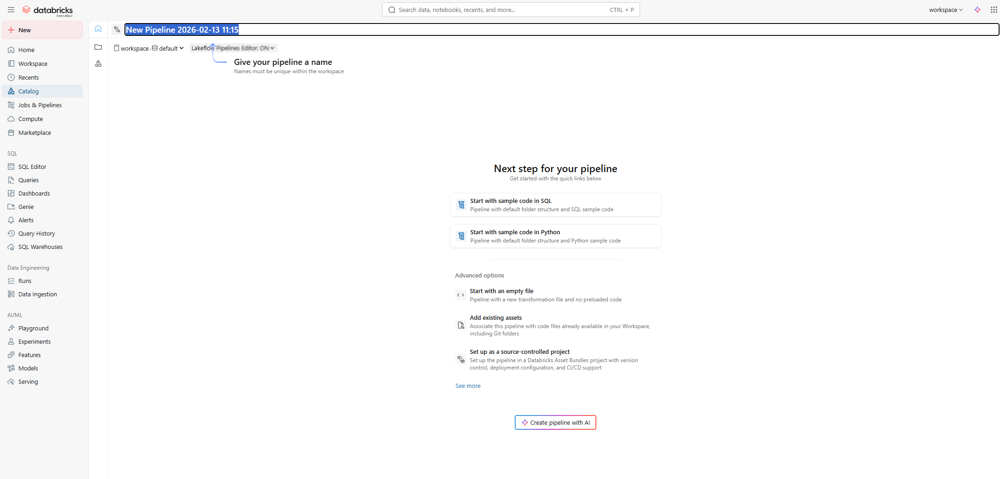 databricks
Free Edition
Search data, notebooks, recents, and more...
CTRL + P
workspace
New
Home
Workspace
Recents
Catalog
Jobs & Pipelines
Compute
Marketplace
SQL
SQL Editor
Queries
Dashboards
Genie
Alerts
Query History
SQL Warehouses
Data Engineering
Runs
Data Ingestion
AI/ML
Playground
Experiments
Features
Models
Serving
New Pipeline 2026-02-13 11:15
workspace . default
Lakeflow Pipelines Editor: ON
Give your pipeline a name
Names must be unique within the workspace
Next step for your pipeline
Get started with the quick links below
Start with sample code in SQL
Pipeline with default folder structure and SQL sample code
Start with sample code in Python
Pipeline with default folder structure and Python sample code
Advanced options
Start with an empty file
Pipeline with a new transformation file and no preloaded code
Add existing assets
Associate this pipeline with code files already available in your Workspace,
including Git folders
Set up as a source-controlled project
Set up the pipeline in a Databricks Asset Bundles project with version
control, deployment configuration, and CI/CD support
See more
Create pipeline with AI